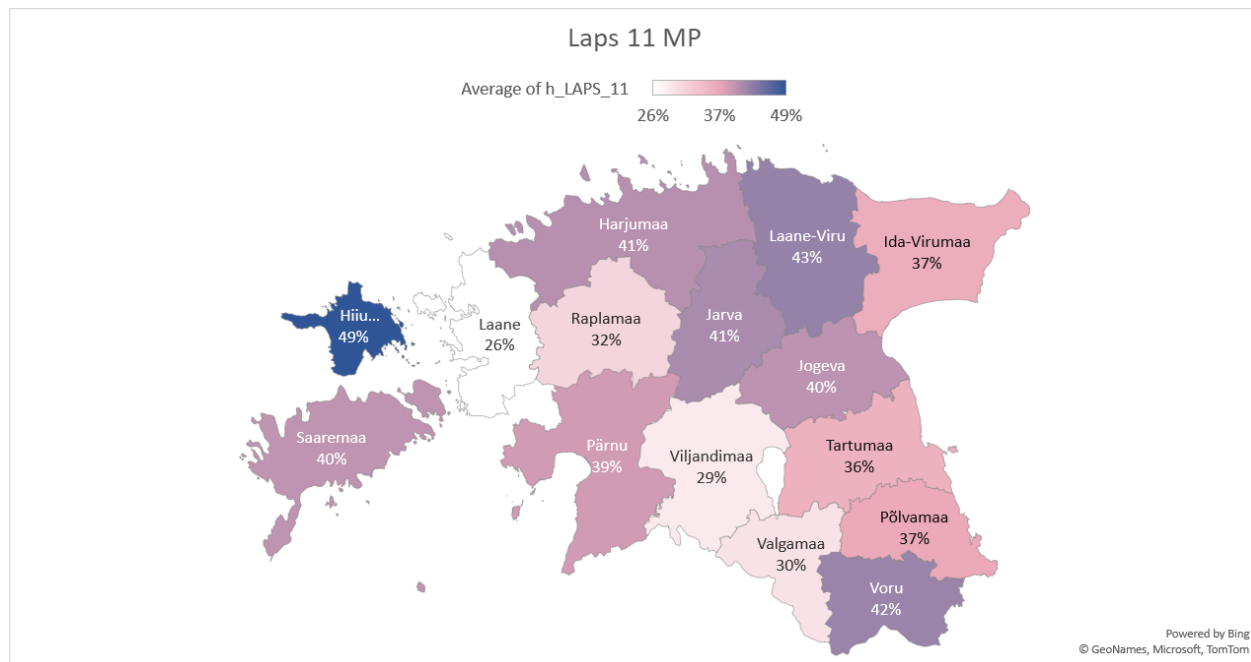 Laps 11 MP
Average of h_LAPS_11
26% 37% 49%
Harjumaa
41%
Laane-Viru
43%
Ida-Virumaa
37%
Hiiu...
49%
Laane
26%
Raplamaa
32%
Jarva
41%
Jogeva
40%
Saaremaa
40%
Pärnu
39%
Viljandimaa
29%
Tartumaa
36%
Põlvamaa
37%
Valgamaa
30%
Voru
42%
Powered by Bing
© GeoNames, Microsoft, TomTom